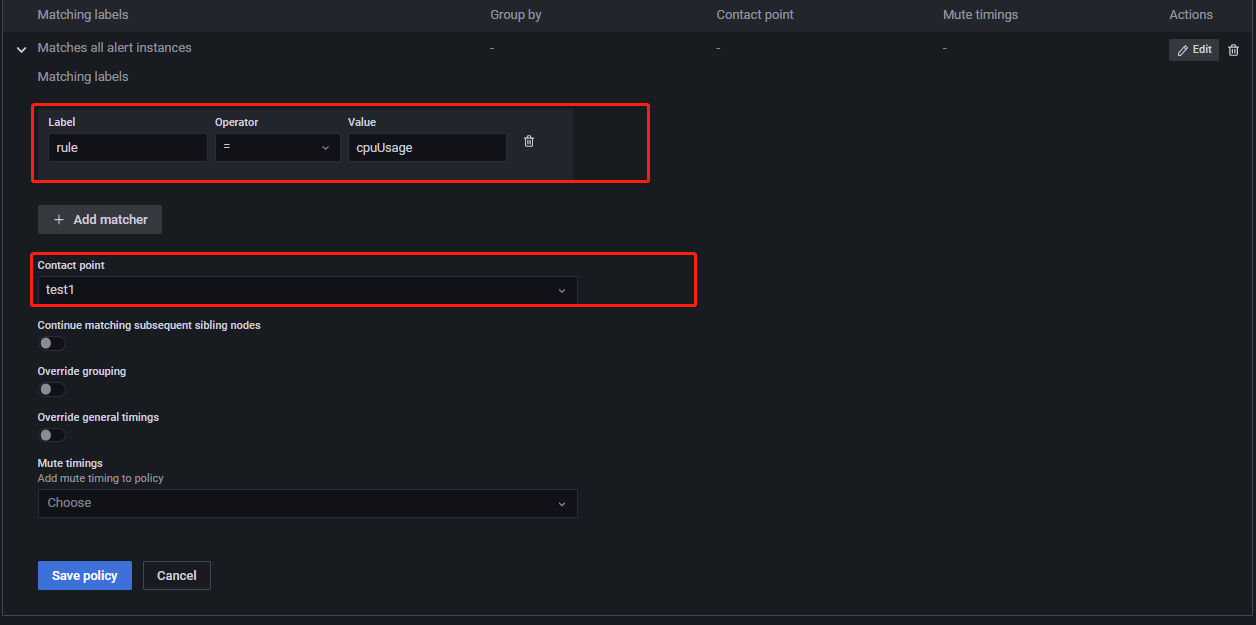 Matching labels Group by Contact point Mute timings Actions
Matches all alert instances - - - Edit
Matching labels
Label Operator Value
rule = cpuUsage
+ Add matcher
Contact point
test1
Continue matching subsequent sibling nodes
Override grouping
Override general timings
Mute timings
Add mute timing to policy
Choose
Save policy Cancel